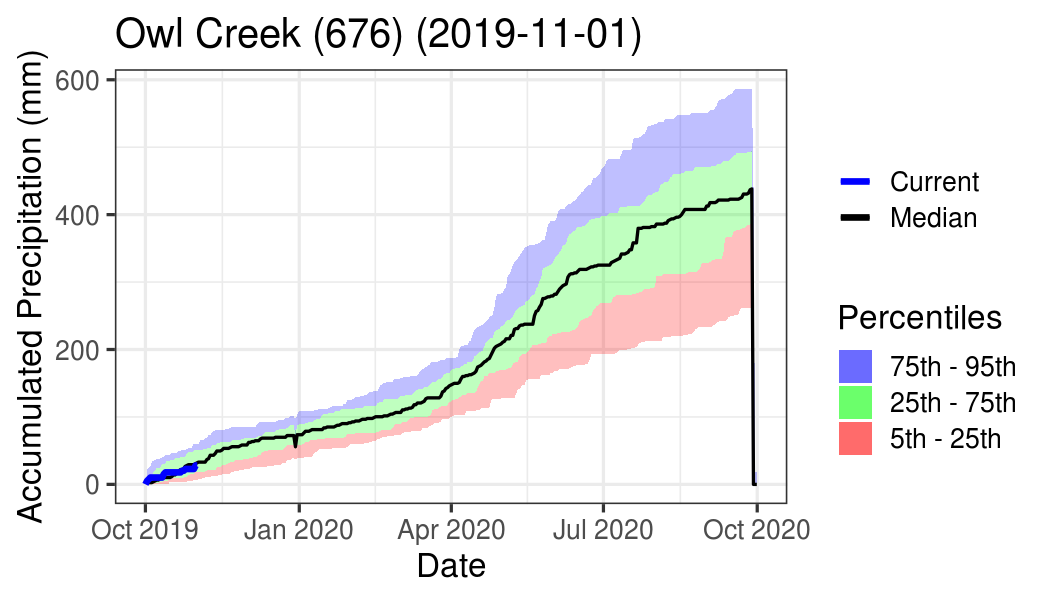 Owl Creek (676) (2019-11-01)
Accumulated Precipitation (mm)
600
400
200
0
Oct 2019 Jan 2020 Apr 2020 Jul 2020 Oct 2020
Date
Current
Median
Percentiles
75th - 95th
25th - 75th
5th - 25th